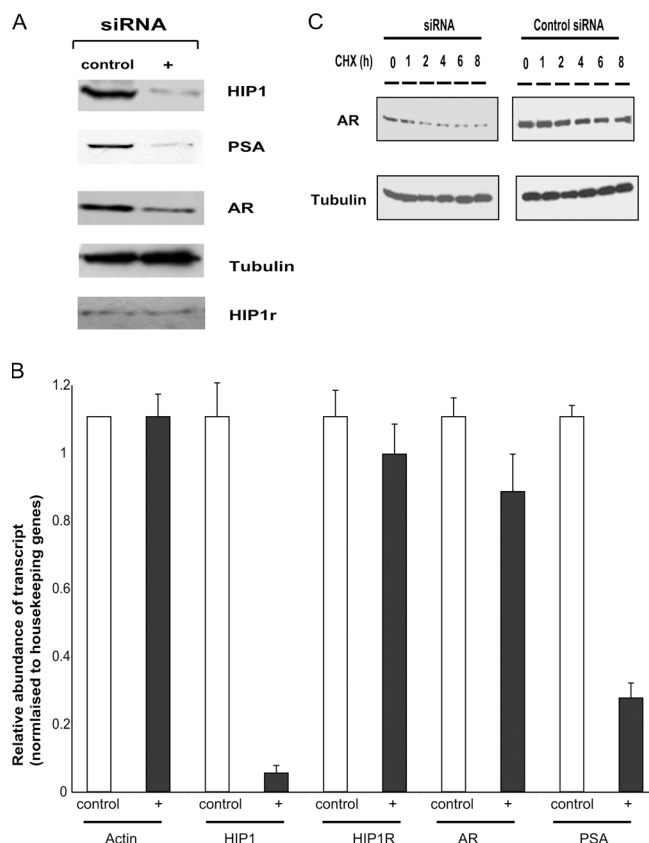 A
siRNA
control +
HIP1
PSA
AR
Tubulin
HIP1r
C
siRNA Control siRNA
CHX (h) 0 1 2 4 6 8 0 1 2 4 6 8
AR
Tubulin
B
Relative abundance of transcript
(normlaised to housekeeping genes)
1.2
1
0.8
0.6
0.4
0.2
0
control + control + control + control + control +
Actin HIP1 HIP1R AR PSA